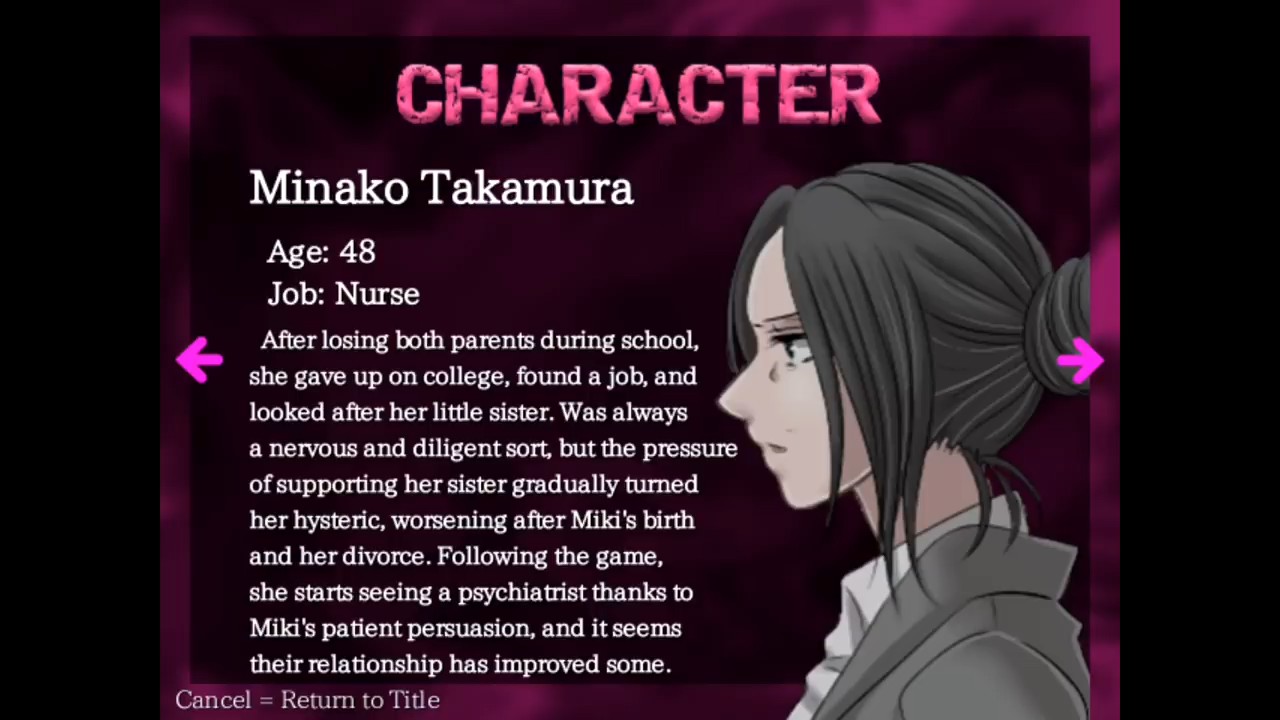 CHARACTER
Minako Takamura
Age: 48
Job: Nurse
After losing both parents during school,
she gave up on college, found a job, and
looked after her little sister. Was always
a nervous and diligent sort, but the pressure
of supporting her sister gradually turned
her hysteric, worsening after Miki's birth
and her divorce. Following the game,
she starts seeing a psychiatrist thanks to
Miki's patient persuasion, and it seems
their relationship has improved some.
Cancel = Return to Title